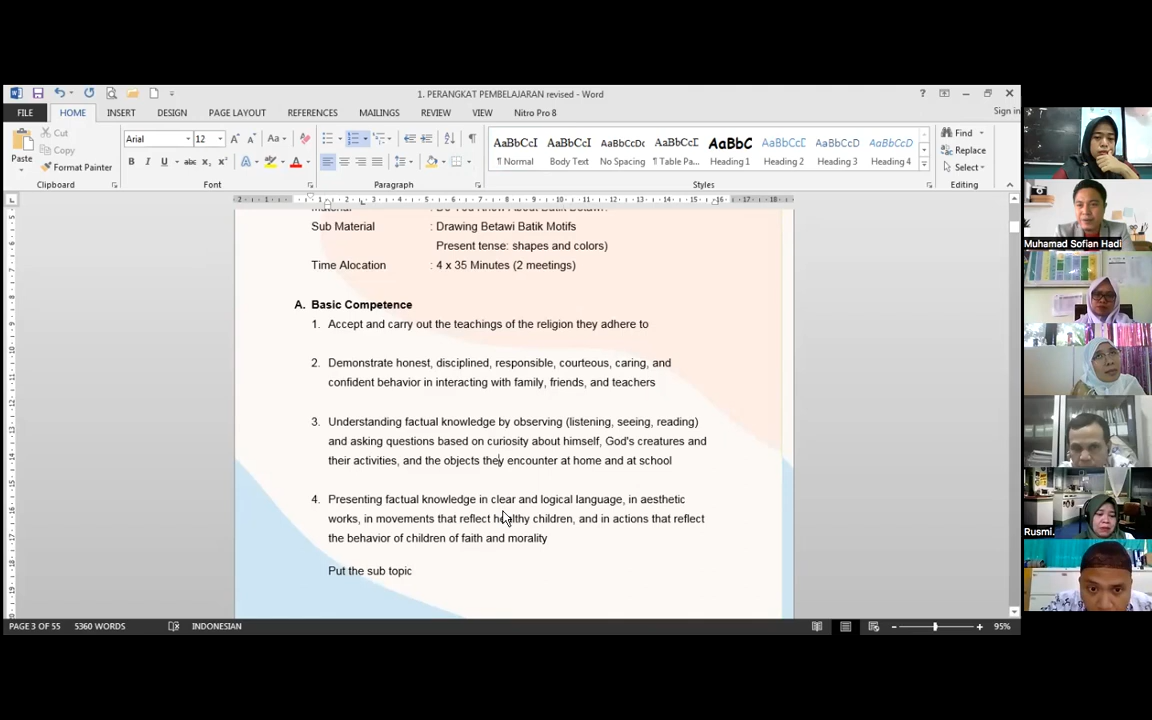 1. PERANGKAT PEMBELAJARAN revised - Word
Sign in
FILE HOME INSERT DESIGN PAGE LAYOUT REFERENCES MAILINGS REVIEW VIEW Nitro Pro 8
Paste
Cut
Copy
Format Painter
Clipboard
Arial 12
Font
Paragraph
AaBbCcI AaBbCcI AaBbCcDc AaBbCcD AaBbC AaBbCcD AaBbCcD AaBbCcD
¶ Normal Body Text No Spacing ¶ Table Pa... Heading 1 Heading 2 Heading 3 Heading 4
Styles
Find
Replace
Select
Editing
Sub Material : Drawing Betawi Batik Motifs
Present tense: shapes and colors)
Time Alocation : 4 x 35 Minutes (2 meetings)
A. Basic Competence
1. Accept and carry out the teachings of the religion they adhere to
2. Demonstrate honest, disciplined, responsible, courteous, caring, and
confident behavior in interacting with family, friends, and teachers
3. Understanding factual knowledge by observing (listening, seeing, reading)
and asking questions based on curiosity about himself, God's creatures and
their activities, and the objects they encounter at home and at school
4. Presenting factual knowledge in clear and logical language, in aesthetic
works, in movements that reflect healthy children, and in actions that reflect
the behavior of children of faith and morality
Put the sub topic
PAGE 3 OF 55 5360 WORDS INDONESIAN 95%
Muhamad Sofian Hadi
Rusmi.